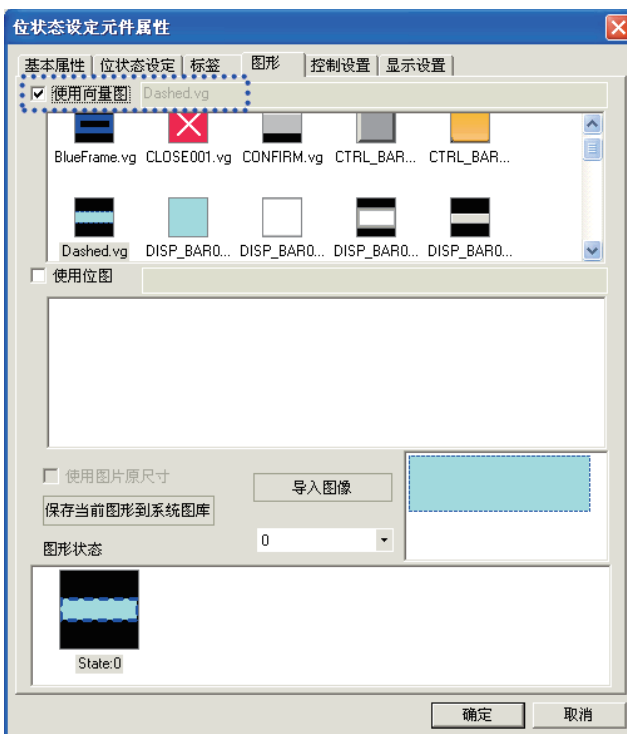 位状态设定元件属性
基本属性 位状态设定 标签 图形 控制设置 显示设置
使用向量图 Dashed.vg
BlueFrame.vg CLOSE001.vg CONFIRM.vg CTRL_BAR... CTRL_BAR...
Dashed.vg DISP_BAR0... DISP_BAR0... DISP_BAR0... DISP_BAR0...
使用位图
使用图片原尺寸
导入图像
保存当前图形到系统图库
图形状态 0
State:0
确定 取消